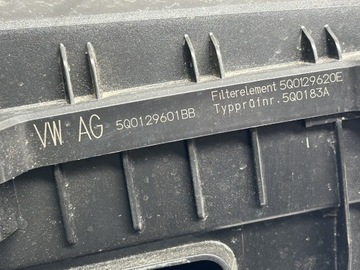 VW AG 5Q0129601BB
Filterelement 5Q0129620E
Typprüfnr. 5Q0183A